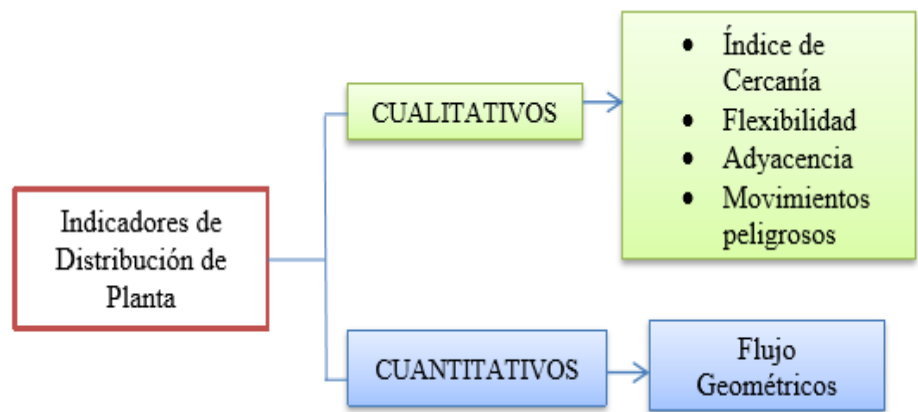 Indicadores de
Distribución de
Planta
CUALITATIVOS
• Índice de
Cercanía
• Flexibilidad
• Adyacencia
• Movimientos
peligrosos
CUANTITATIVOS
Flujo
Geométricos